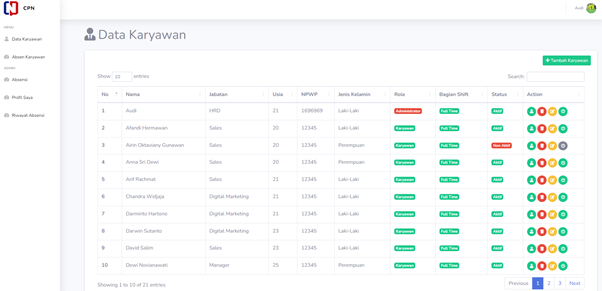 CPN
Audi
MENU
Data Karyawan
Absen Karyawan
ADMIN
Absensi
Profil Saya
Riwayat Absensi
Data Karyawan
+ Tambah Karyawan
Show 10 entries
Search:
No Nama Jabatan Usia NPWP Jenis Kelamin Role Bagian Shift Status Action
1 Audi HRD 21 1696969 Laki-Laki Administrator Full Time Aktif
2 Afandi Hermawan Sales 20 12345 Laki-Laki Karyawan Full Time Aktif
3 Airin Oktaviany Gunawan Sales 20 12345 Perempuan Karyawan Full Time Non Aktif
4 Anna Sri Dewi Sales 20 12345 Perempuan Karyawan Full Time Aktif
5 Arif Rachmat Sales 21 12345 Laki-Laki Karyawan Full Time Aktif
6 Chandra Widjaja Digital Marketing 21 12345 Laki-Laki Karyawan Full Time Aktif
7 Darminto Hartono Digital Marketing 21 12345 Laki-Laki Karyawan Full Time Aktif
8 Darwin Sutanto Digital Marketing 23 12345 Laki-Laki Karyawan Full Time Aktif
9 David Salim Sales 23 12345 Laki-Laki Karyawan Full Time Aktif
10 Dewi Novianawati Manager 25 12345 Perempuan Karyawan Full Time Aktif
Showing 1 to 10 of 21 entries
Previous 1 2 3 Next